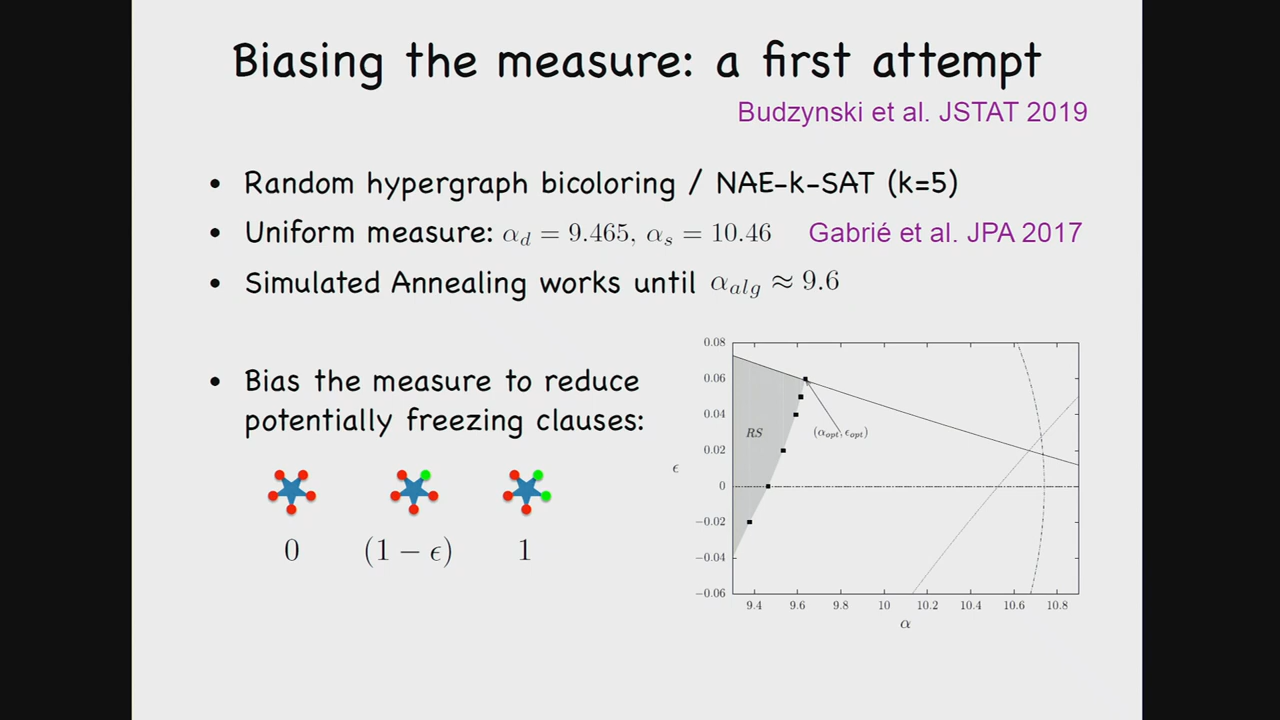 Biasing the measure: a first attempt
Budzynski et al. JSTAT 2019
• Random hypergraph bicoloring / NAE-k-SAT (k=5)
• Uniform measure: α_d = 9.465, α_s = 10.46 Gabrié et al. JPA 2017
• Simulated Annealing works until α_alg ≈ 9.6
• Bias the measure to reduce
potentially freezing clauses:
0 (1 − ϵ) 1
0.08
0.06
0.04
0.02
0
−0.02
−0.04
−0.06
ϵ
RS
(α_opt, ϵ_opt)
9.4 9.6 9.8 10 10.2 10.4 10.6 10.8
α